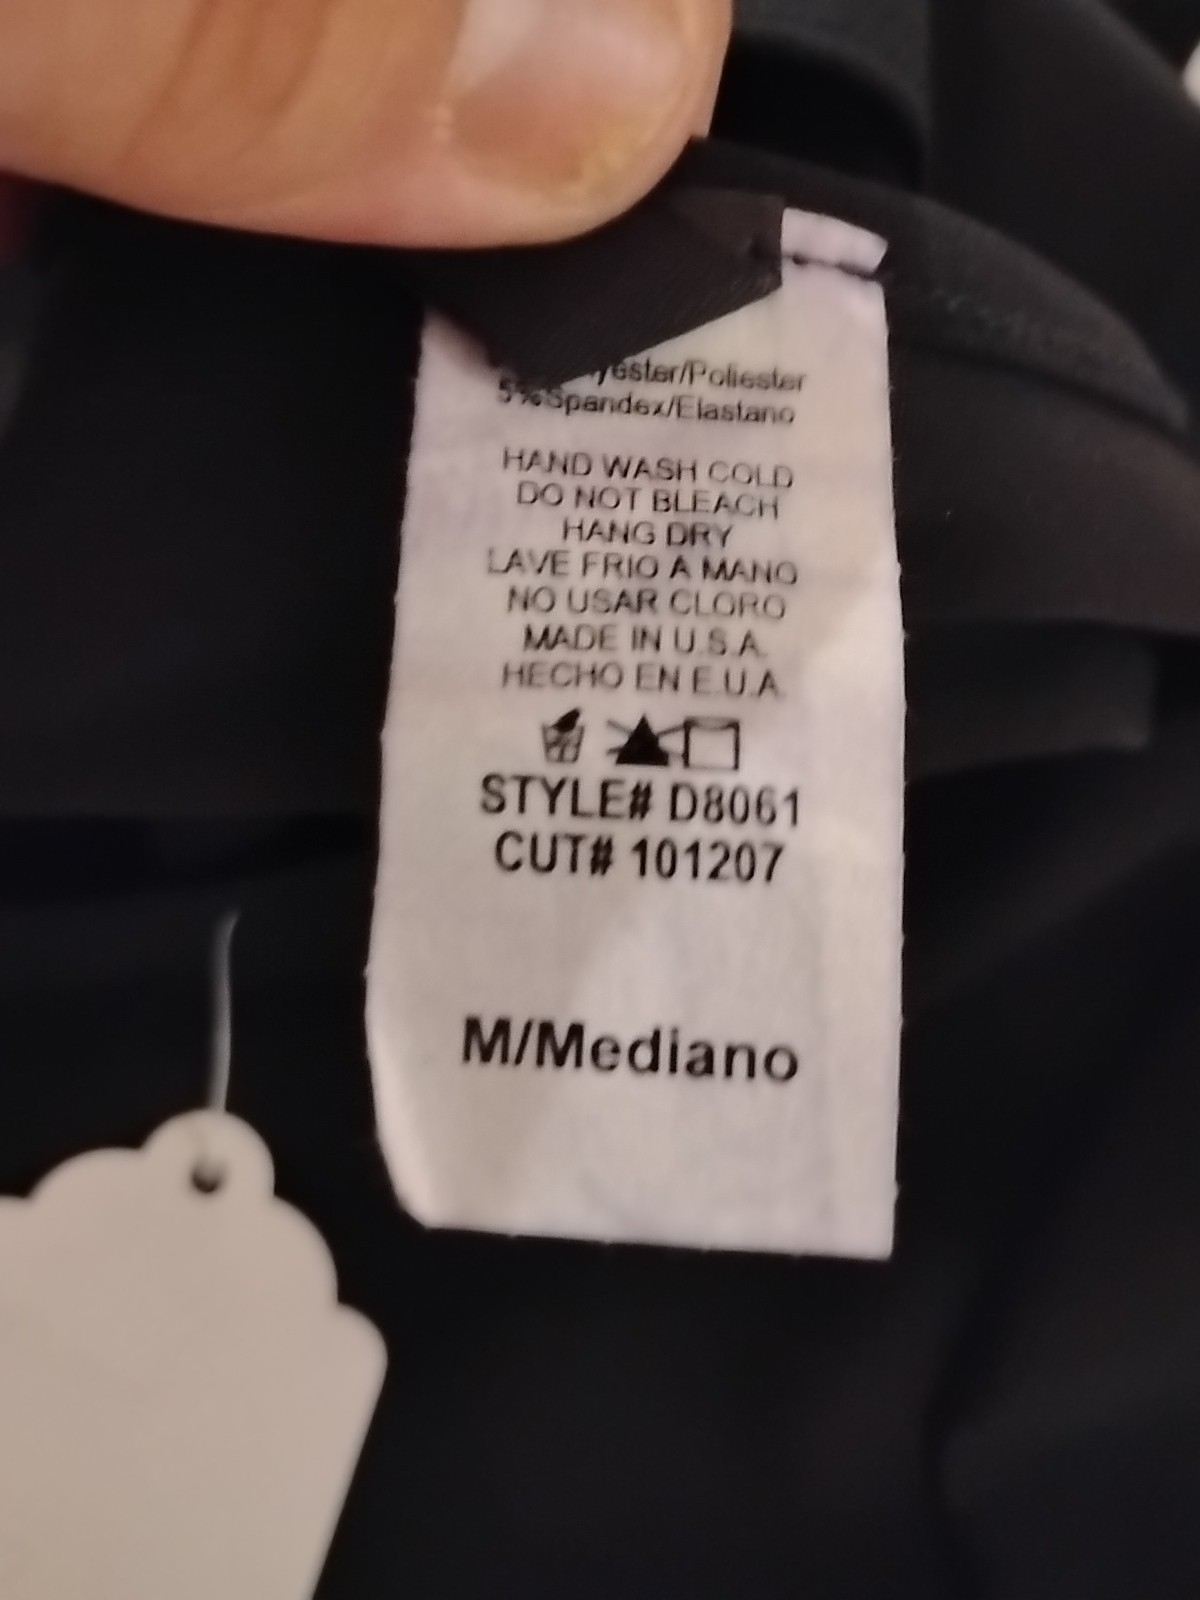 yester/Poliester
5%Spandex/Elastano
HAND WASH COLD
DO NOT BLEACH
HANG DRY
LAVE FRIO A MANO
NO USAR CLORO
MADE IN U.S.A.
HECHO EN E.U.A.
STYLE# D8061
CUT# 101207
M/Mediano